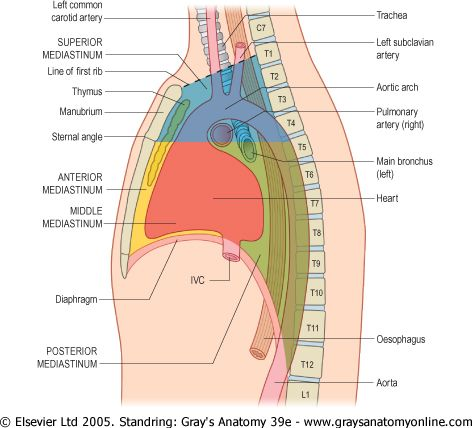 Left common
carotid artery
SUPERIOR
MEDIASTINUM
Line of first rib
Thymus
Manubrium
Sternal angle
ANTERIOR
MEDIASTINUM
MIDDLE
MEDIASTINUM
Diaphragm
POSTERIOR
MEDIASTINUM
IVC
C7
T1
T2
T3
T4
T5
T6
T7
T8
T9
T10
T11
T12
L1
Trachea
Left subclavian
artery
Aortic arch
Pulmonary
artery (right)
Main bronchus
(left)
Heart
Oesophagus
Aorta
© Elsevier Ltd 2005. Standring: Gray's Anatomy 39e - www.graysanatomyonline.com